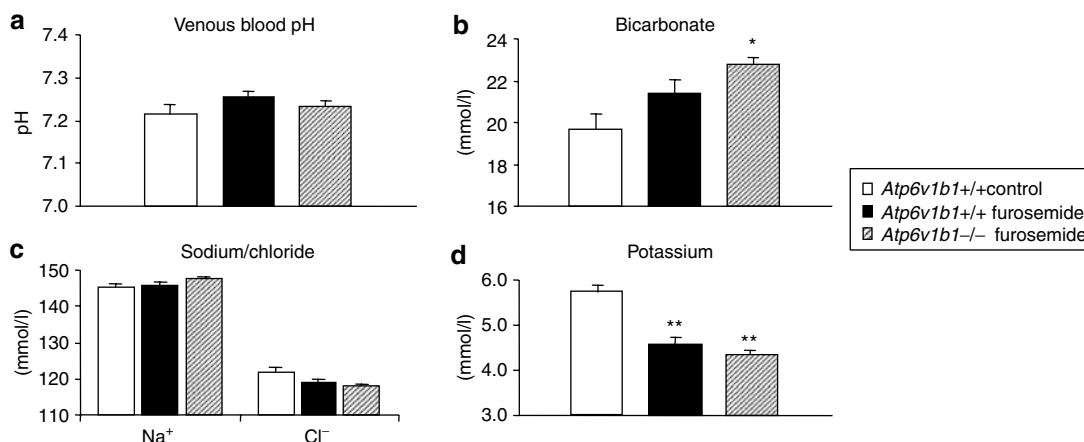 a Venous blood pH
7.4
7.3
7.2
7.1
7.0
pH
b Bicarbonate
24
22
20
18
16
(mmol/l)
*
c Sodium/chloride
150
140
130
120
110
(mmol/l)
Na⁺ Cl⁻
d Potassium
6.0
5.0
4.0
3.0
(mmol/l)
**
**
Atp6v1b1+/+control
Atp6v1b1+/+ furosemide
Atp6v1b1−/− furosemide